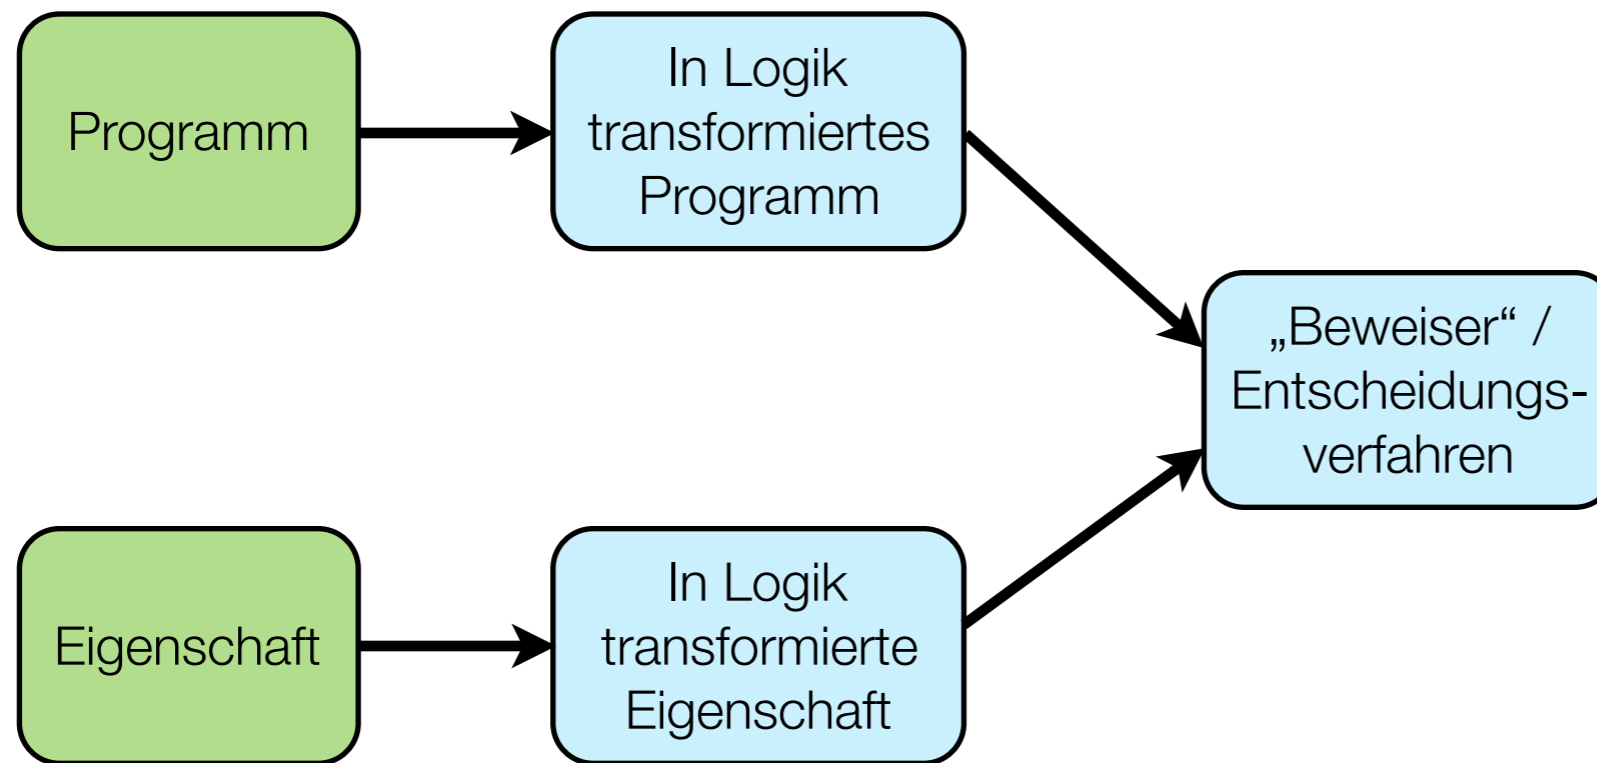 Programm
In Logik
transformiertes
Programm
„Beweiser“ /
Entscheidungs-
verfahren
Eigenschaft
In Logik
transformierte
Eigenschaft